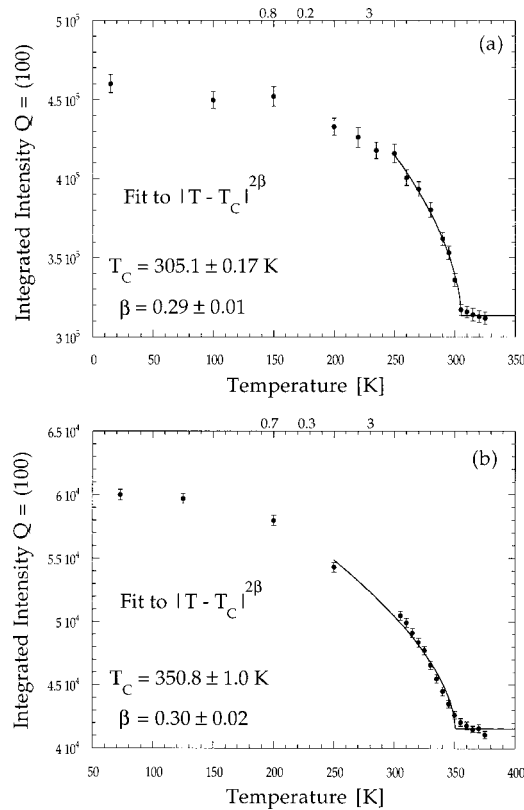 0.8 0.2 3
(a)
Integrated Intensity Q = (100)
5 10⁵
4.5 10⁵
4 10⁵
3.5 10⁵
3 10⁵
Fit to |T - T_C|^2β
T_C = 305.1 ± 0.17 K
β = 0.29 ± 0.01
0 50 100 150 200 250 300 350
Temperature [K]
0.7 0.3 3
(b)
Integrated Intensity Q = (100)
6.5 10⁴
6 10⁴
5.5 10⁴
5 10⁴
4.5 10⁴
4 10⁴
Fit to |T - T_C|^2β
T_C = 350.8 ± 1.0 K
β = 0.30 ± 0.02
50 100 150 200 250 300 350 400
Temperature [K]